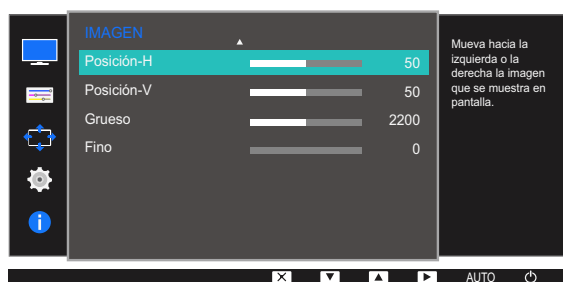 IMAGEN
Posición-H 50
Posición-V 50
Grueso 2200
Fino 0
Mueva hacia la
izquierda o la
derecha la imagen
que se muestra en
pantalla.
AUTO